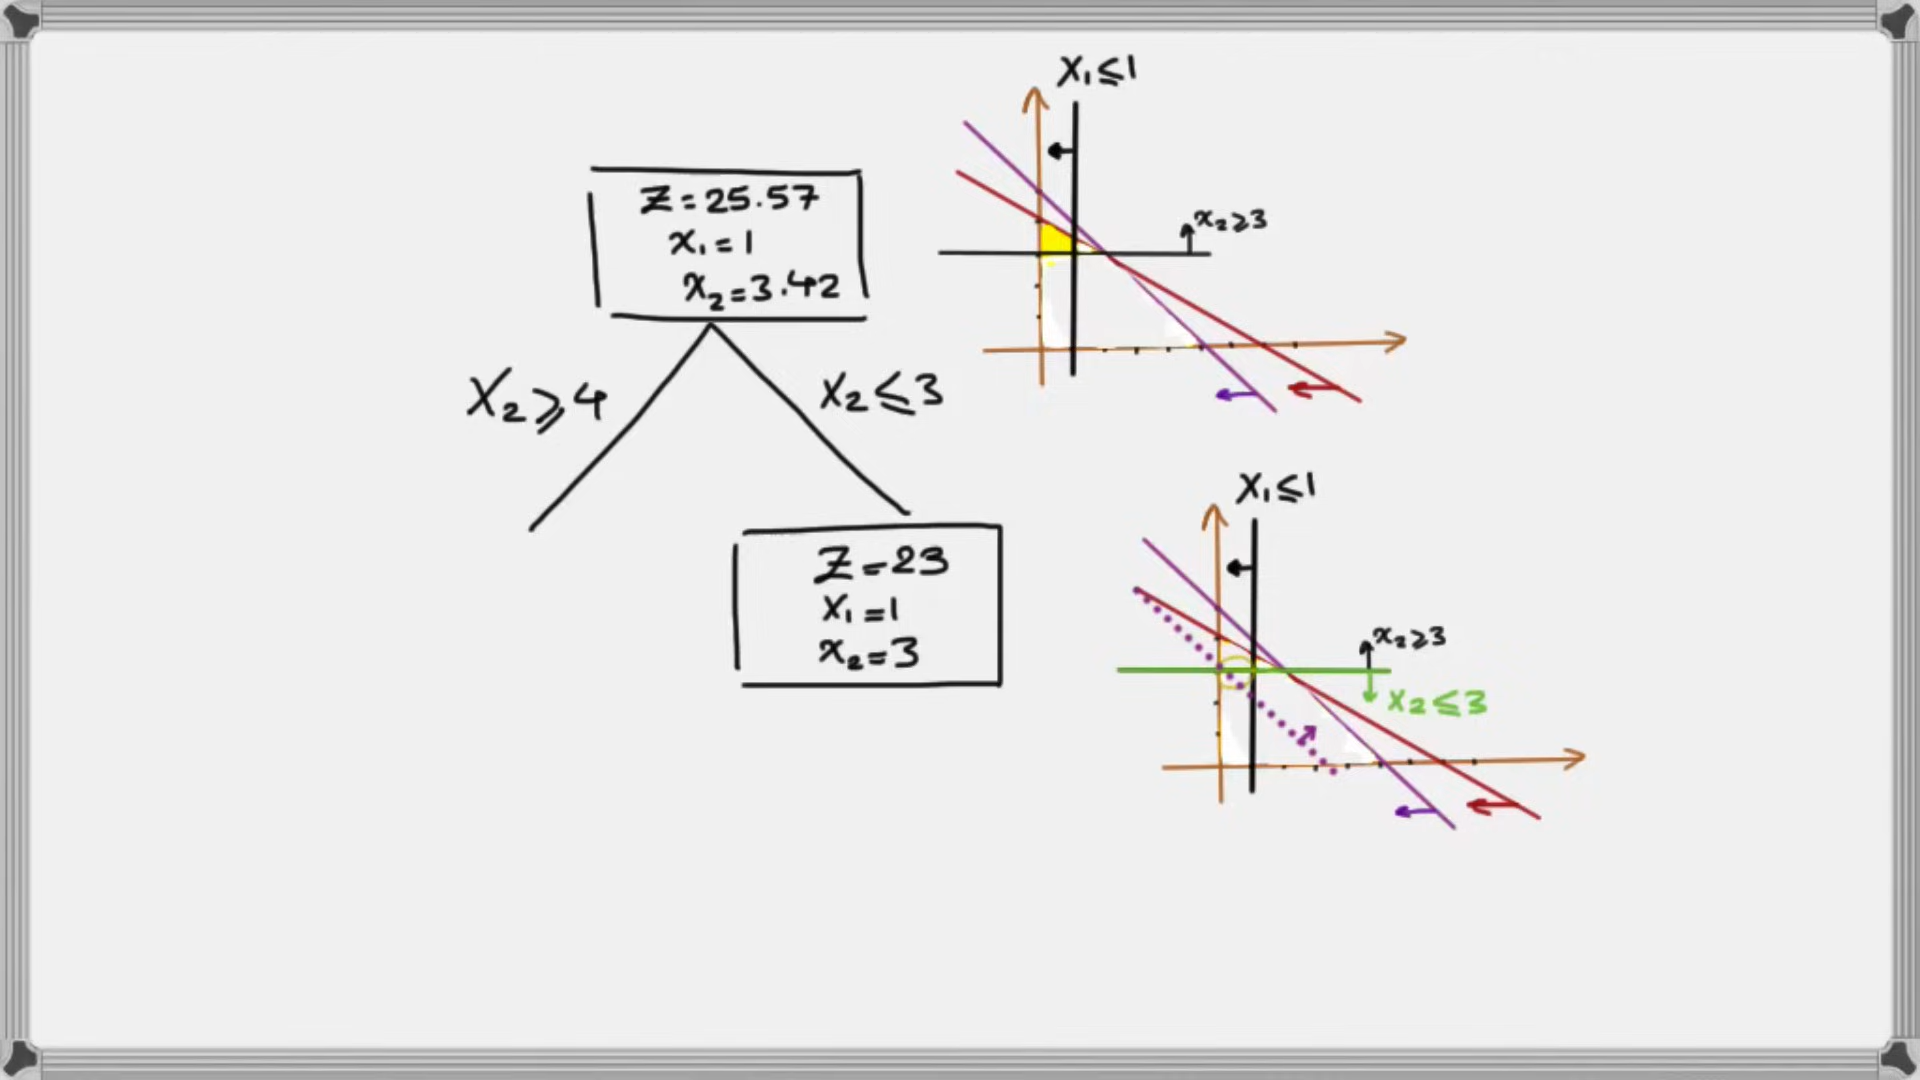 X₁≤1
Z=25.57
x₁=1
x₂=3.42
x₂≥3
X₂≥4
X₂≤3
X₁≤1
Z=23
X₁=1
x₂=3
x₂≥3
X₂≤3